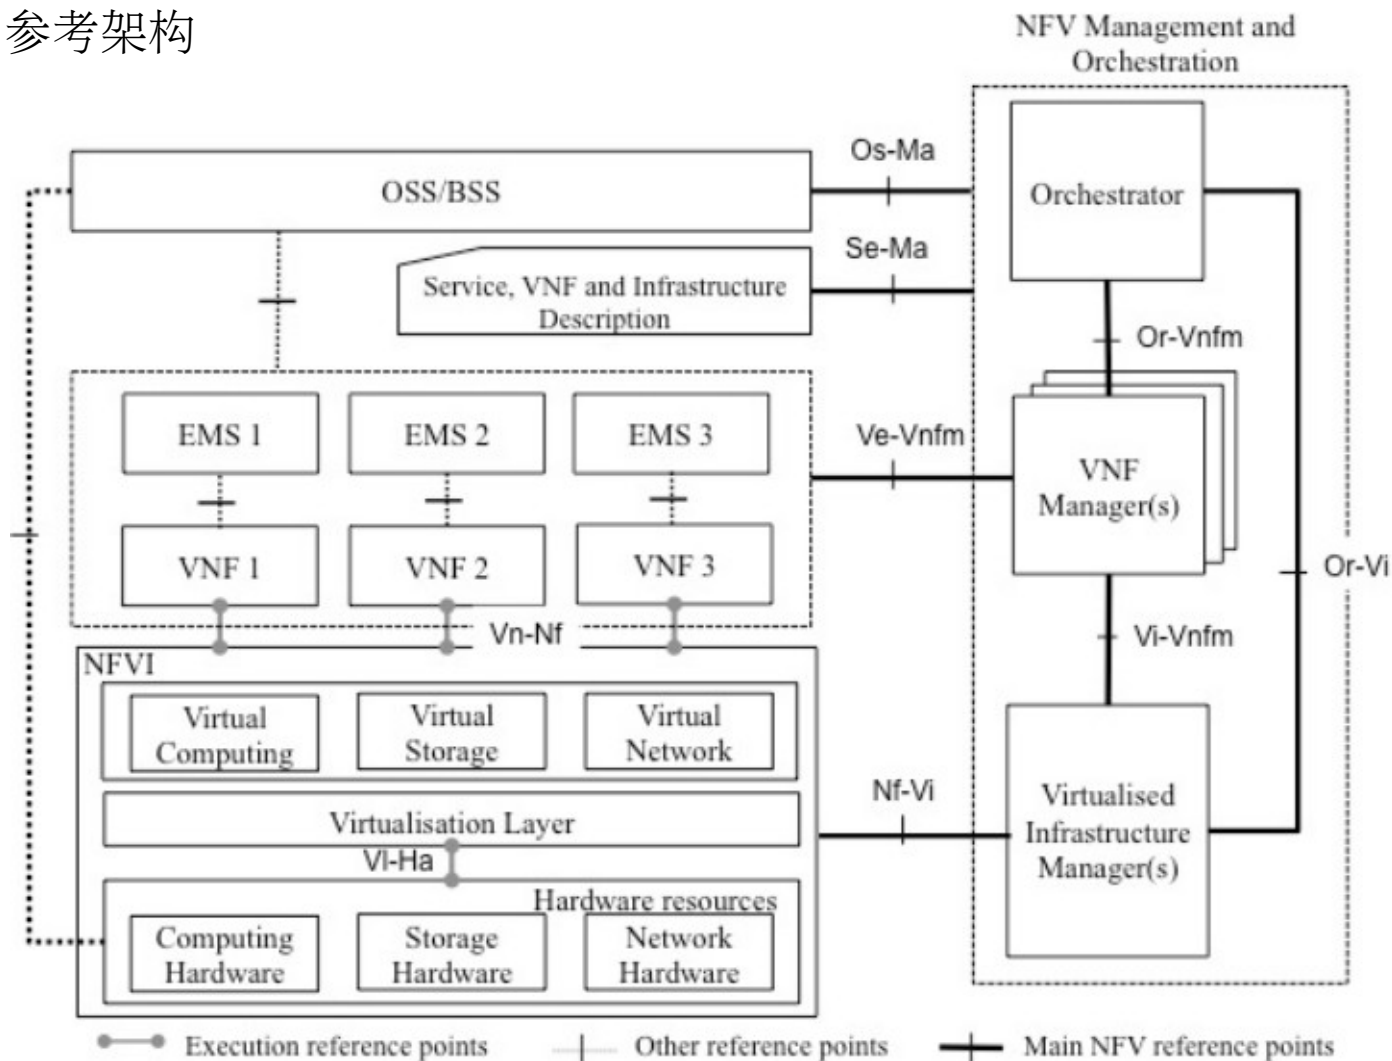 参考架构
NFV Management and
Orchestration
Os-Ma
OSS/BSS
Orchestrator
Se-Ma
Service, VNF and Infrastructure
Description
Or-Vnfm
EMS 1
EMS 2
EMS 3
Ve-Vnfm
VNF
Manager(s)
VNF 1
VNF 2
VNF 3
Or-Vi
Vn-Nf
Vi-Vnfm
NFVI
Virtual
Computing
Virtual
Storage
Virtual
Network
Nf-Vi
Virtualised
Infrastructure
Manager(s)
Virtualisation Layer
Vl-Ha
Hardware resources
Computing
Hardware
Storage
Hardware
Network
Hardware
Execution reference points
Other reference points
Main NFV reference points